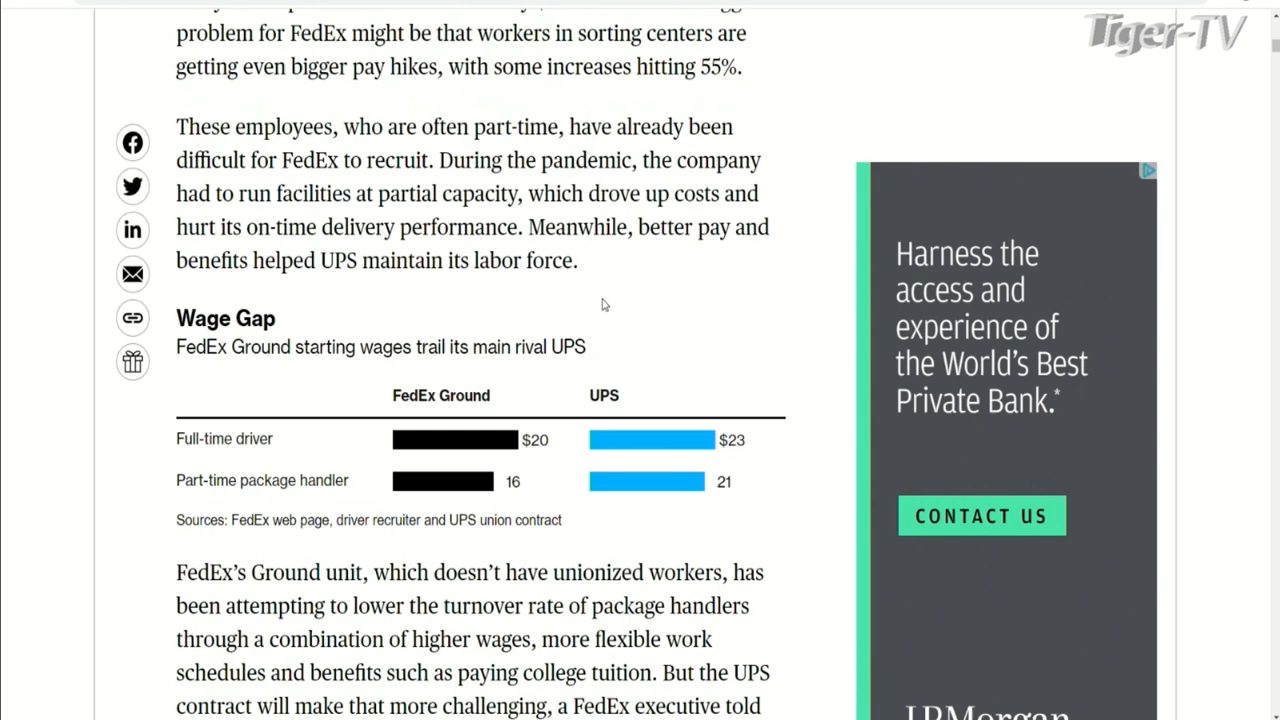 Tiger-TV
problem for FedEx might be that workers in sorting centers are
getting even bigger pay hikes, with some increases hitting 55%.
These employees, who are often part-time, have already been
difficult for FedEx to recruit. During the pandemic, the company
had to run facilities at partial capacity, which drove up costs and
hurt its on-time delivery performance. Meanwhile, better pay and
benefits helped UPS maintain its labor force.
Wage Gap
FedEx Ground starting wages trail its main rival UPS
FedEx Ground UPS
Full-time driver $20 $23
Part-time package handler 16 21
Sources: FedEx web page, driver recruiter and UPS union contract
FedEx's Ground unit, which doesn't have unionized workers, has
been attempting to lower the turnover rate of package handlers
through a combination of higher wages, more flexible work
schedules and benefits such as paying college tuition. But the UPS
contract will make that more challenging, a FedEx executive told
Harness the
access and
experience of
the World's Best
Private Bank.*
CONTACT US
J.P.Morgan